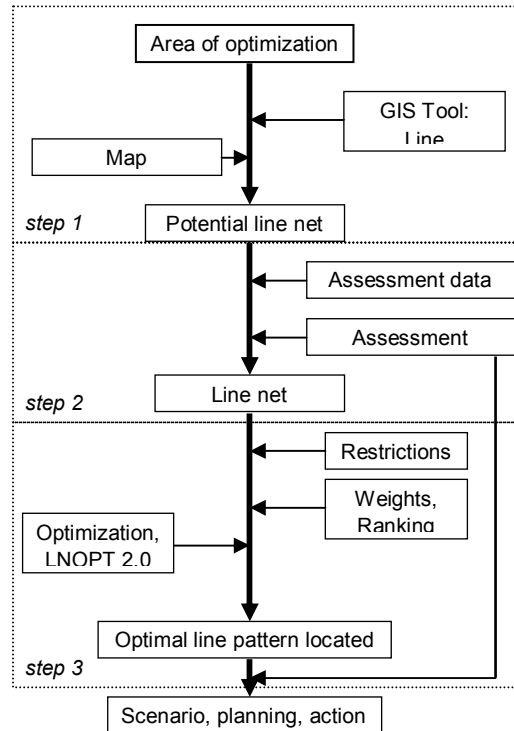 Area of optimization
GIS Tool:
Line
Map
step 1
Potential line net
Assessment data
Assessment
Line net
step 2
Restrictions
Weights,
Ranking
Optimization,
LNOPT 2.0
Optimal line pattern located
step 3
Scenario, planning, action